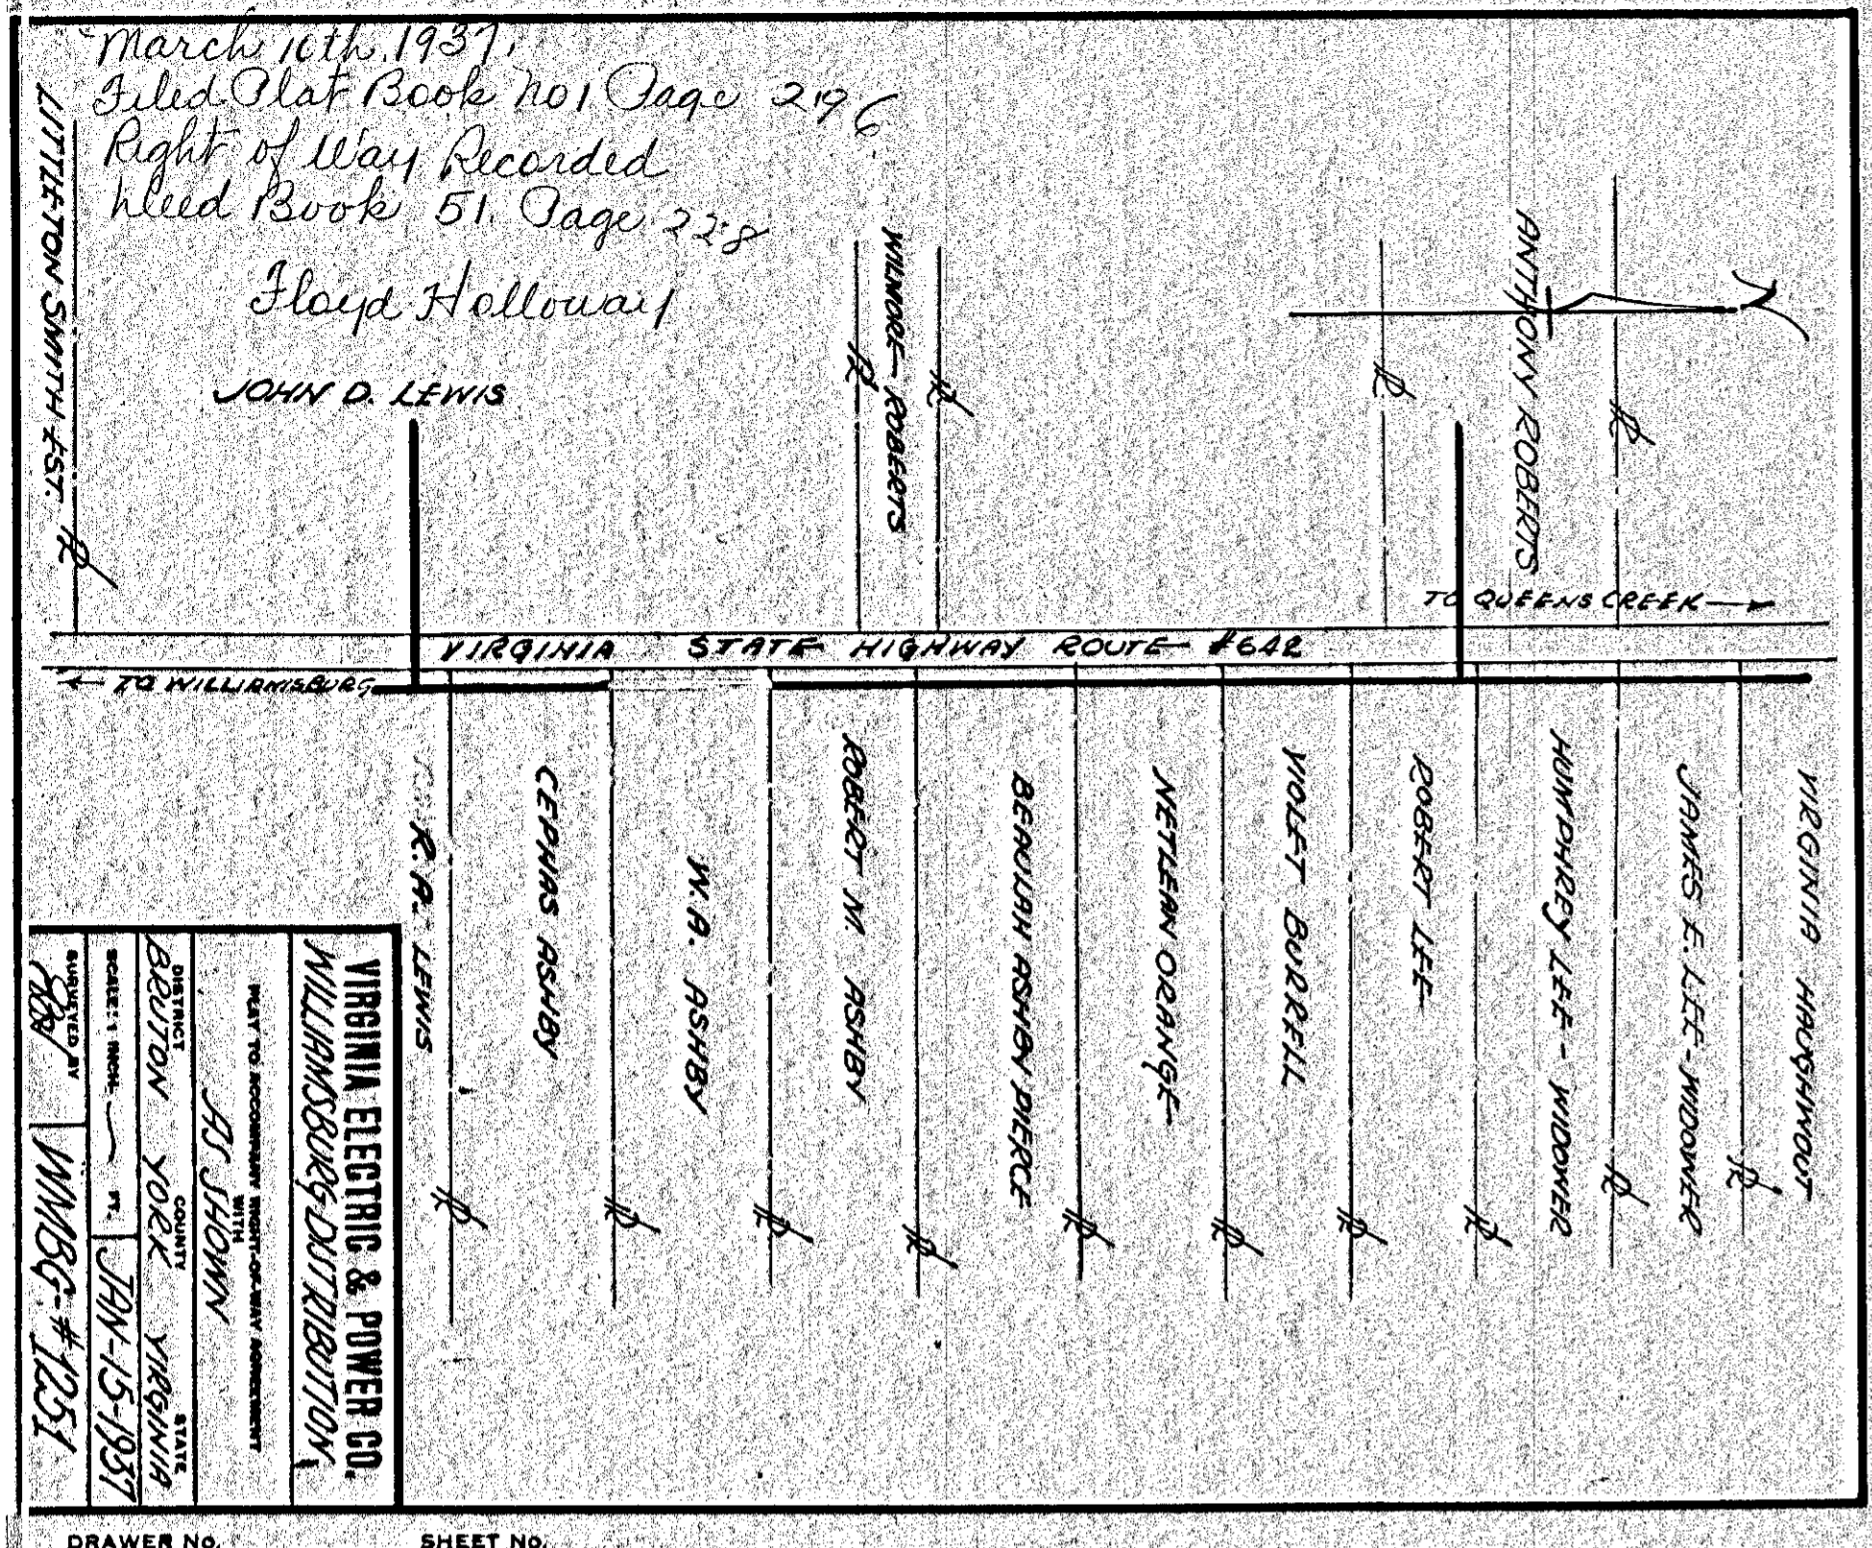 March 10th, 1937.
Filed Plat Book No 1 Page 296
Right of Way Recorded
Deed Book 51. Page 228
Floyd Holloway
LITTLETON SMITH EST.
JOHN D. LEWIS
WILMORE ROBERTS
ANTHONY ROBERTS
TO QUEENS CREEK
VIRGINIA STATE HIGHWAY ROUTE #642
TO WILLIAMSBURG
R.A. LEWIS
CEPHAS ASHBY
W.A. ASHBY
ROBERT N. ASHBY
BEAULAH ASHBY PIERCE
NETLEAN ORANGE
VIOLET BURRELL
ROBERT LEE
HUMPHREY LEE - WIDOWER
JAMES E. LEE - WIDOWER
VIRGINIA HAUGHWOUT
VIRGINIA ELECTRIC & POWER CO.
WILLIAMSBURG DISTRIBUTION
PLAT TO ACCOMPANY RIGHT-OF-WAY AGREEMENT
WITH
AS SHOWN
DISTRICT COUNTY STATE
BRUTON YORK VIRGINIA
SCALE: 1 INCH FT. JAN-15-1937
SURVEYED BY
WMBG-#1251
DRAWER NO. SHEET NO.